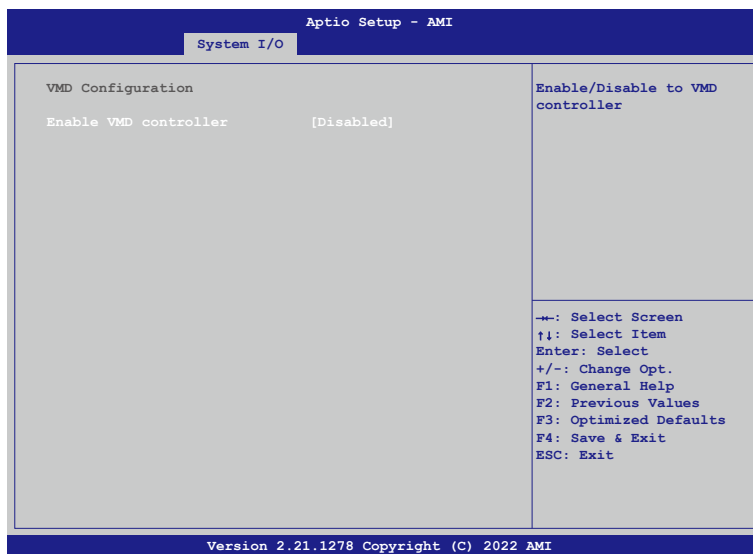 Aptio Setup - AMI
System I/O
VMD Configuration
Enable VMD controller [Disabled]
Enable/Disable to VMD
controller
→←: Select Screen
↑↓: Select Item
Enter: Select
+/-: Change Opt.
F1: General Help
F2: Previous Values
F3: Optimized Defaults
F4: Save & Exit
ESC: Exit
Version 2.21.1278 Copyright (C) 2022 AMI